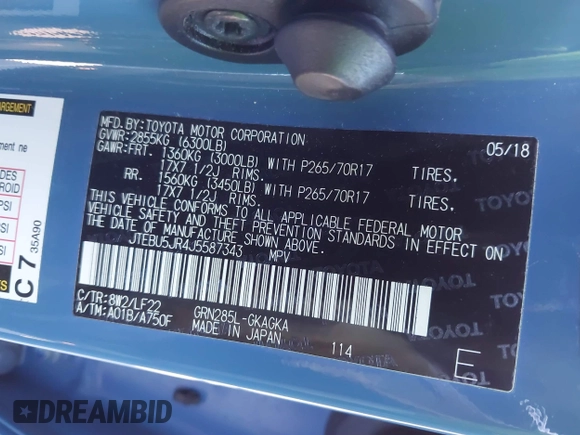 MFD.BY:TOYOTA MOTOR CORPORATION 05/18
GVWR:2855KG (6300LB)
GAWR:FRT. 1360KG (3000LB) WITH P265/70R17 TIRES.
17X7 1/2J RIMS.
RR. 1560KG (3450LB) WITH P265/70R17 TIRES.
17X7 1/2J RIMS.
THIS VEHICLE CONFORMS TO ALL APPLICABLE FEDERAL MOTOR
VEHICLE SAFETY AND THEFT PREVENTION STANDARDS IN EFFECT ON
THE DATE OF MANUFACTURE SHOWN ABOVE.
JTEBU5JR4J5587343 MPV
C/TR:8W2/LF22 GRN285L-GKAGKA
A/TM:A01B/A750F MADE IN JAPAN 114 E
C 7
35A90
PSI
PSI
TOYOTA
DREAMBID